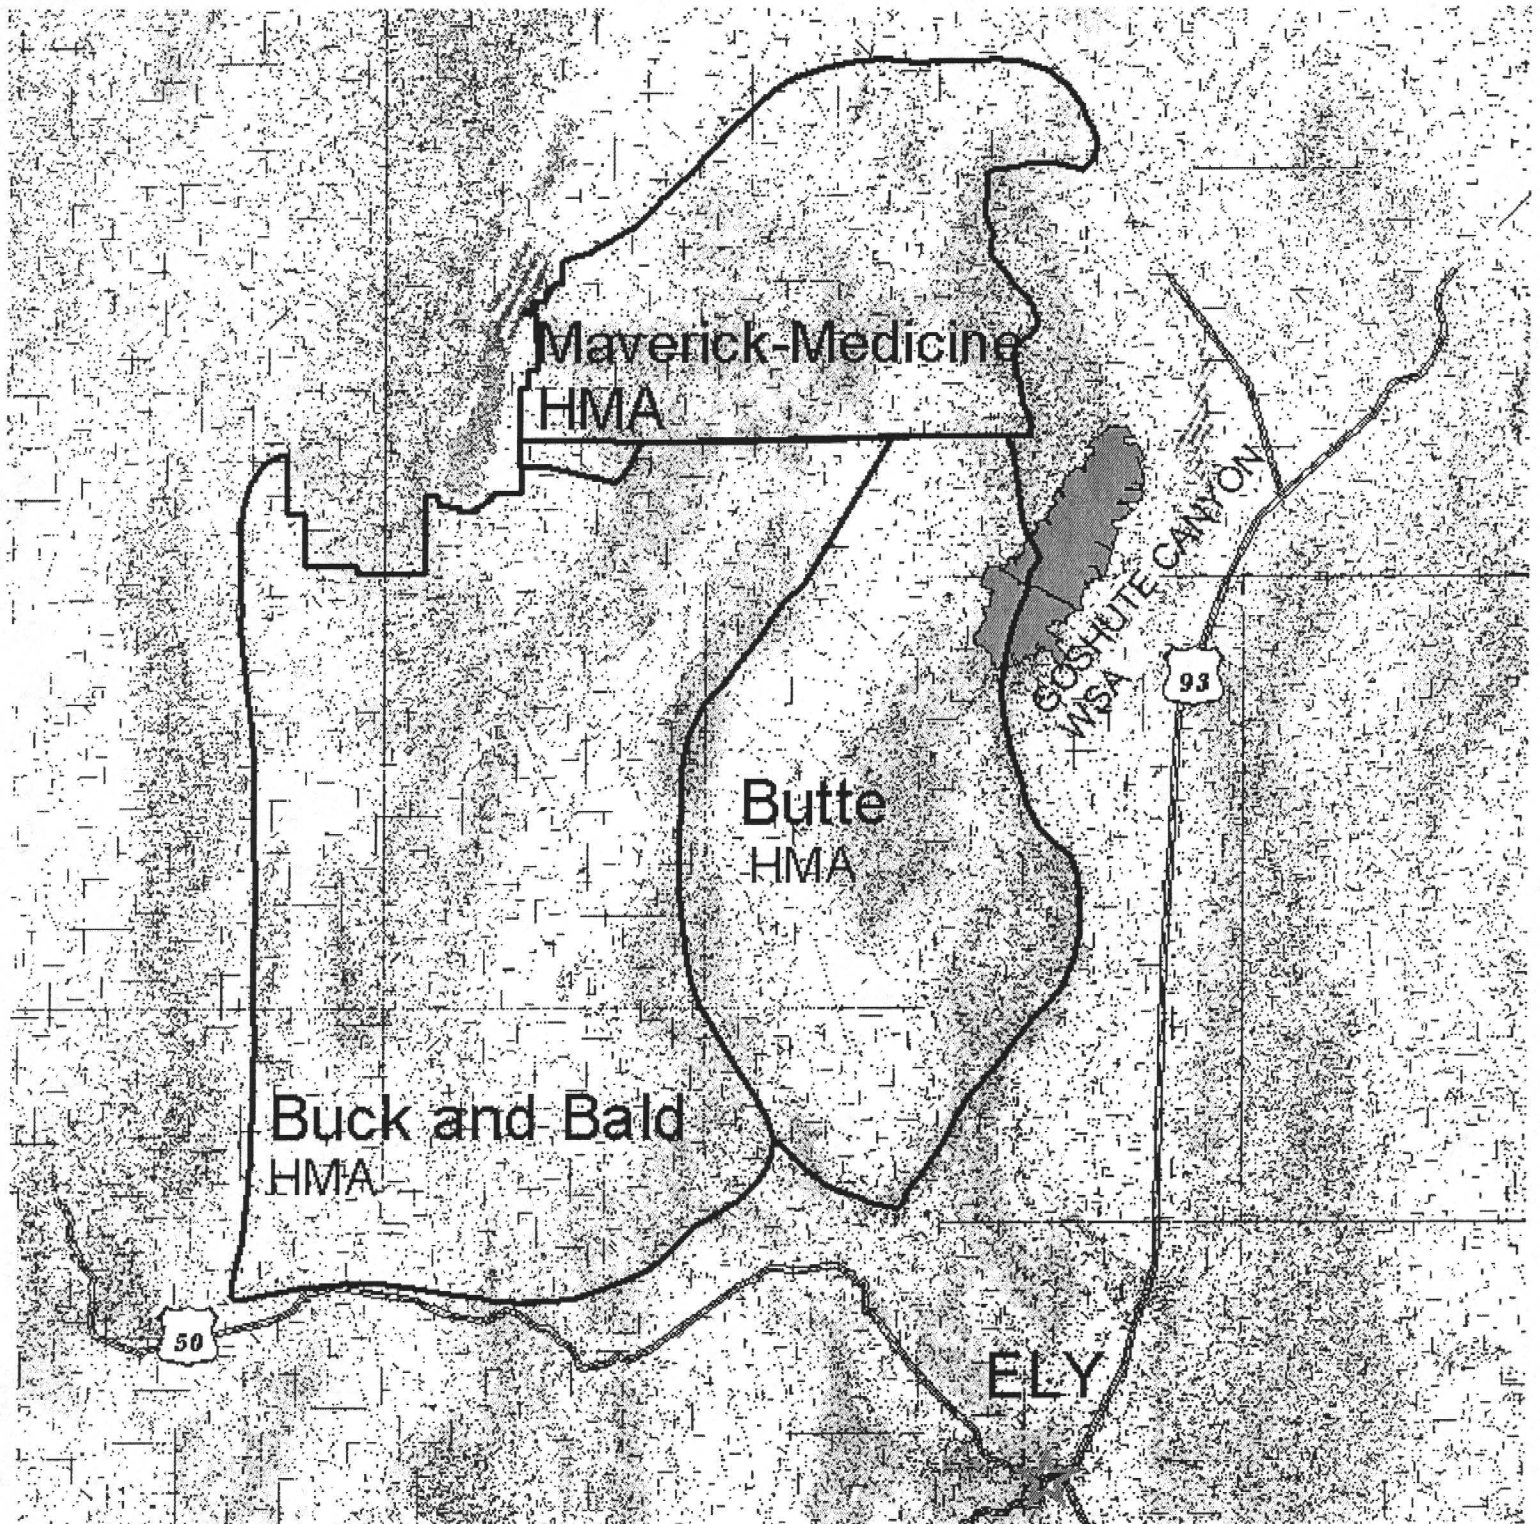 Maverick-Medicine
HMA
GOSHUTE CANYON
WSA
93
Butte
HMA
Buck and Bald
HMA
50
ELY